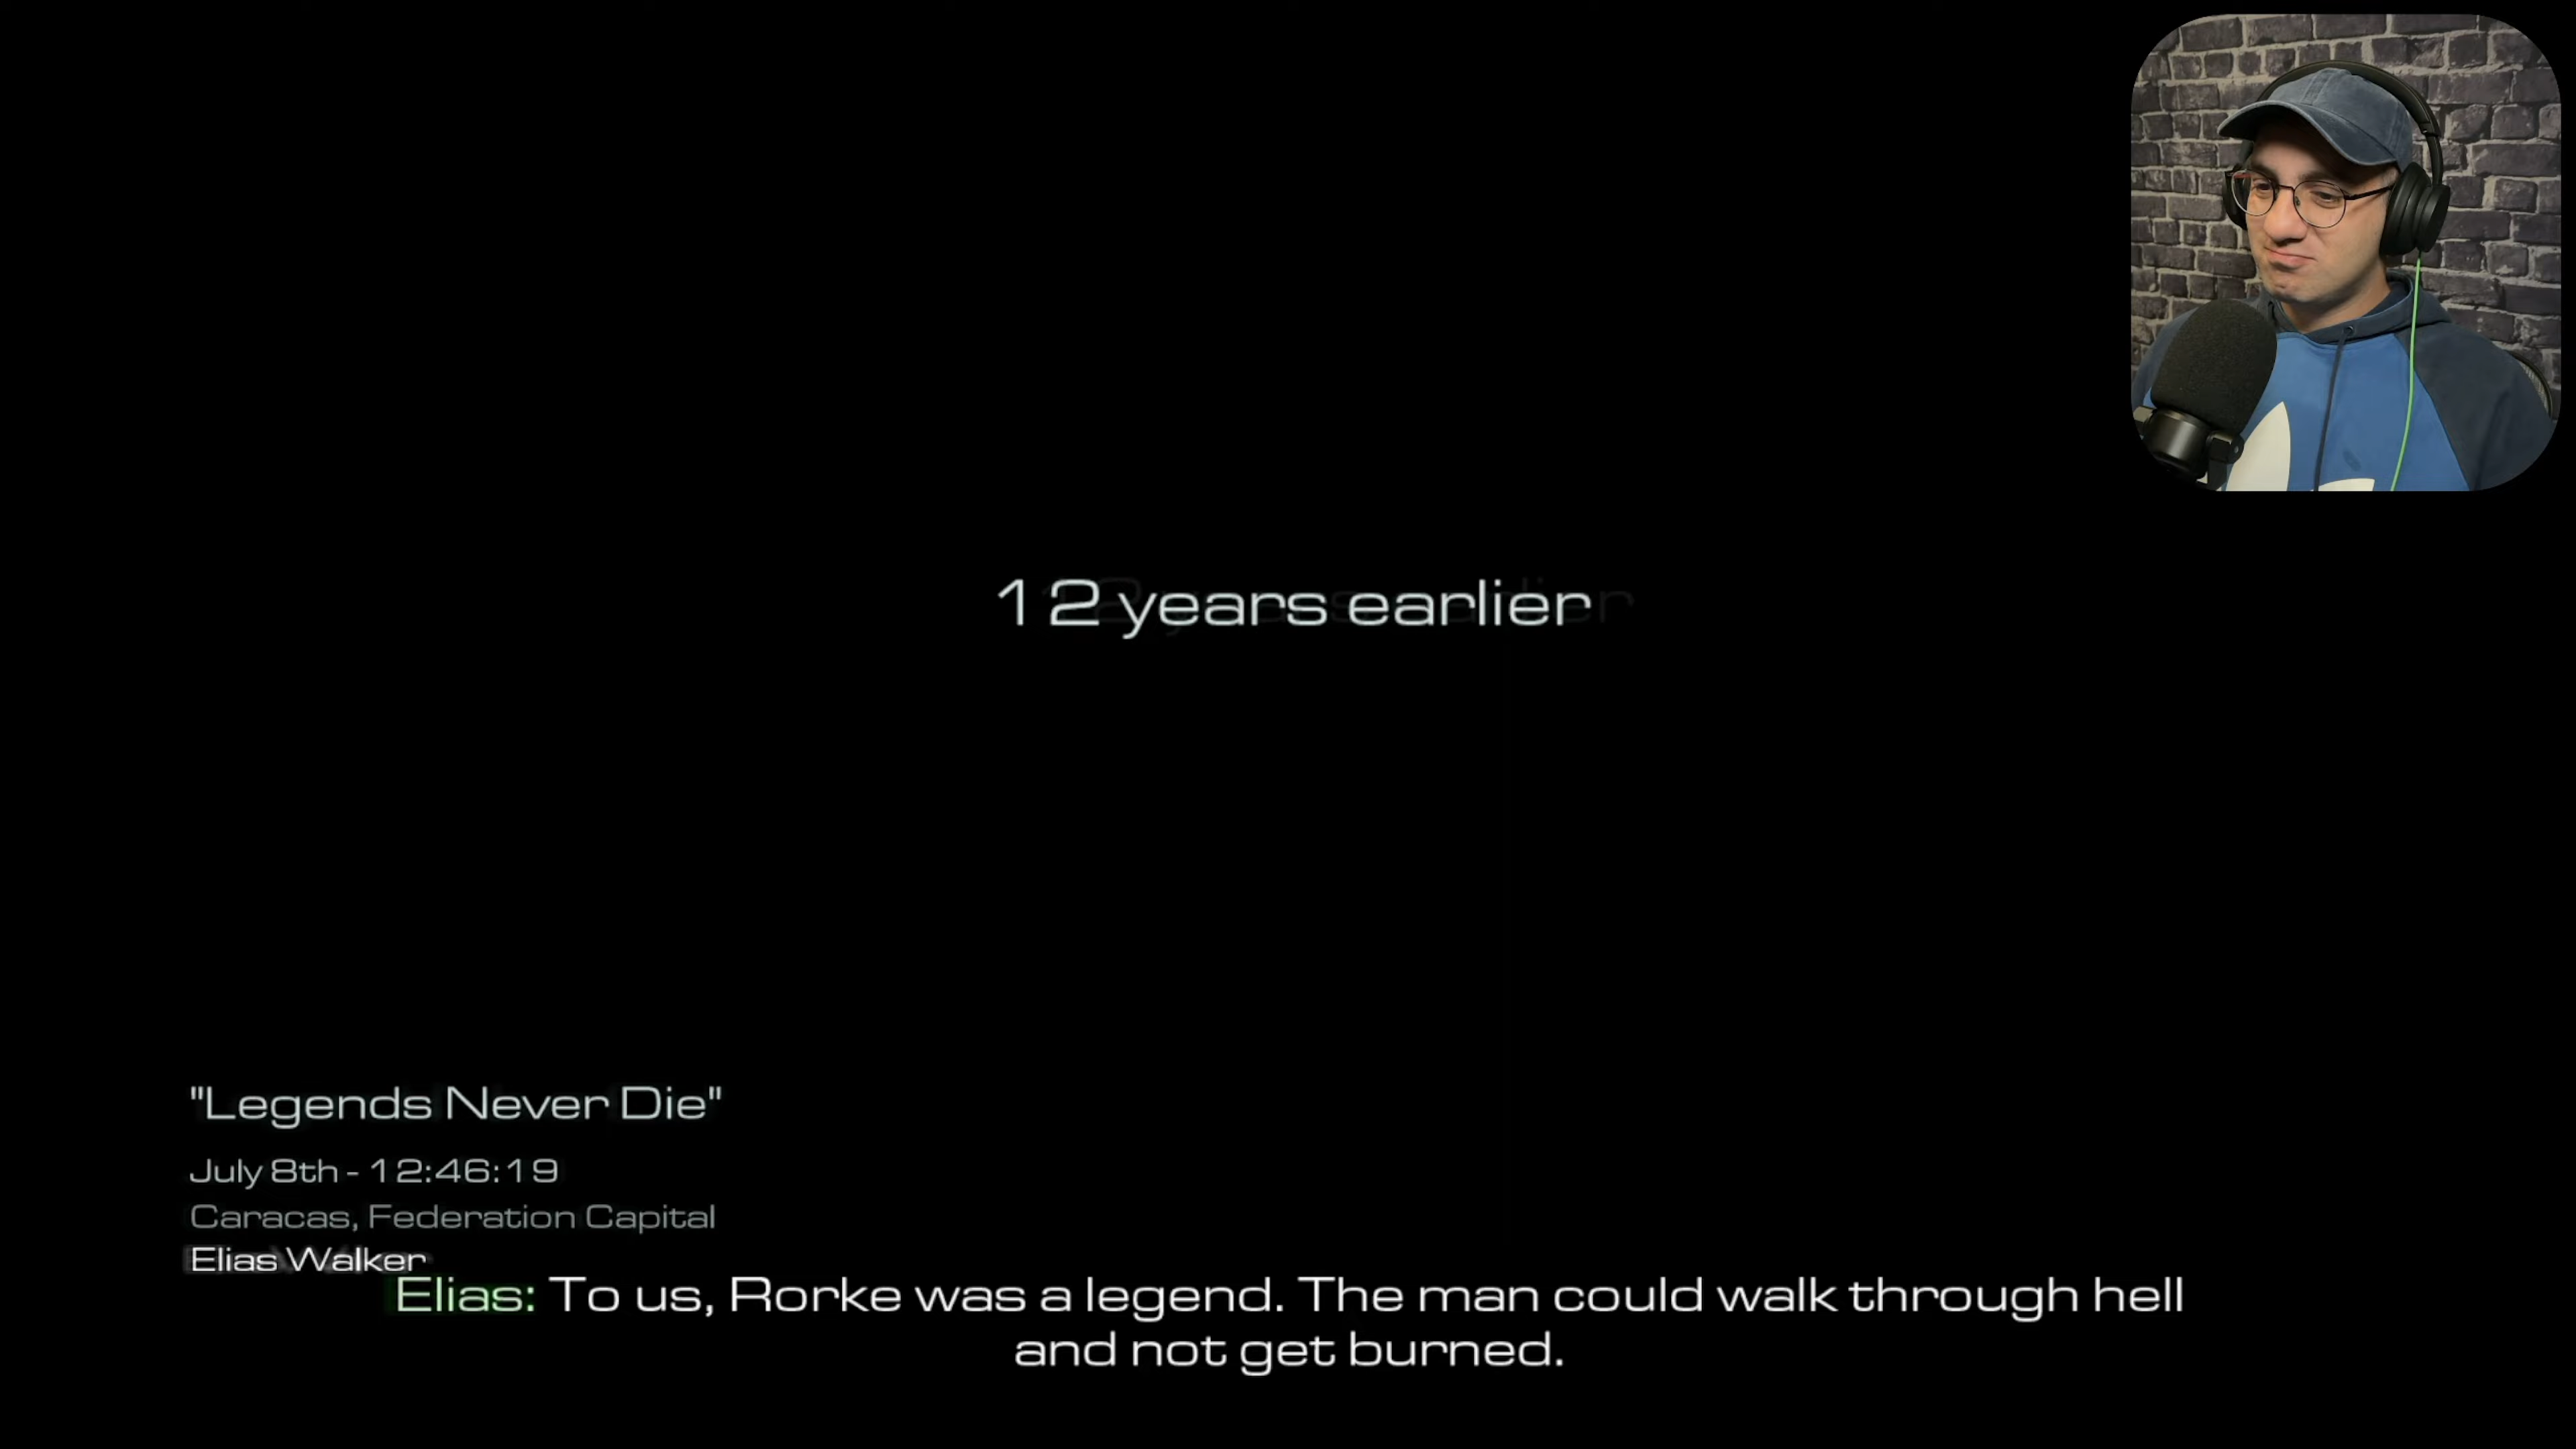 12 years earlier
"Legends Never Die"
July 8th - 12:46:19
Caracas, Federation Capital
Elias Walker
Elias: To us, Rorke was a legend. The man could walk through hell
and not get burned.